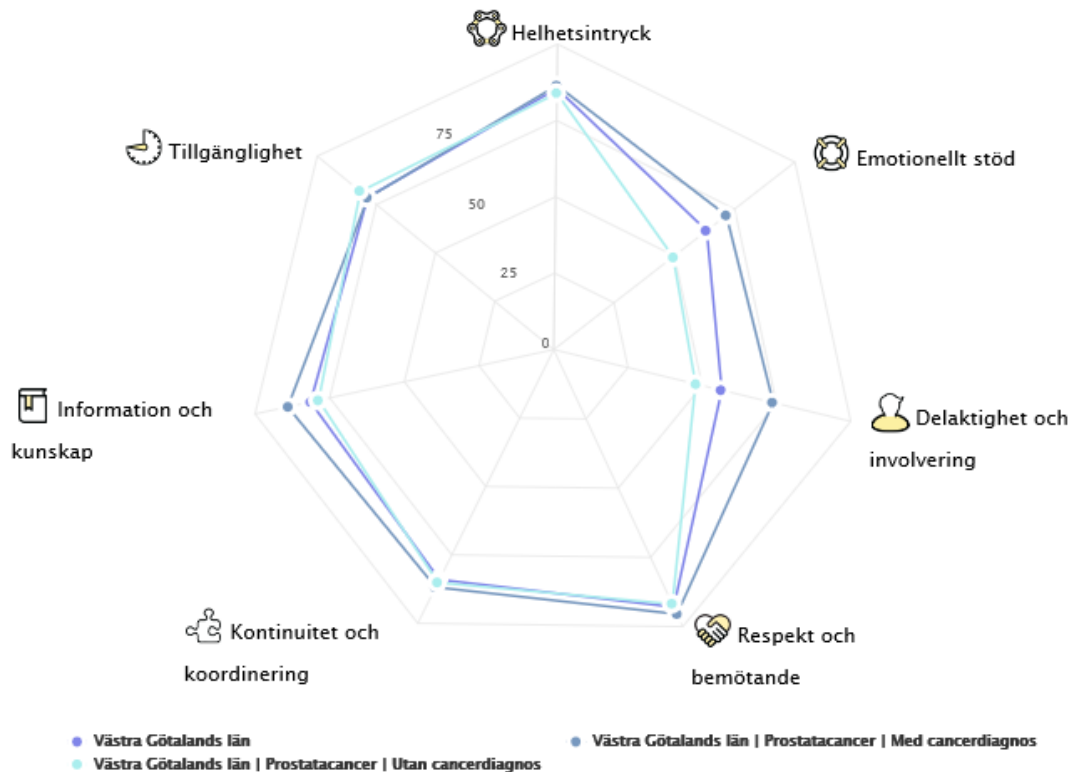 Helhetsintryck
Emotionellt stöd
Delaktighet och
involvering
Respekt och
bemötande
Kontinuitet och
koordinering
Information och
kunskap
Tillgänglighet
75
50
25
0
Västra Götalands län
Västra Götalands län | Prostatacancer | Med cancerdiagnos
Västra Götalands län | Prostatacancer | Utan cancerdiagnos